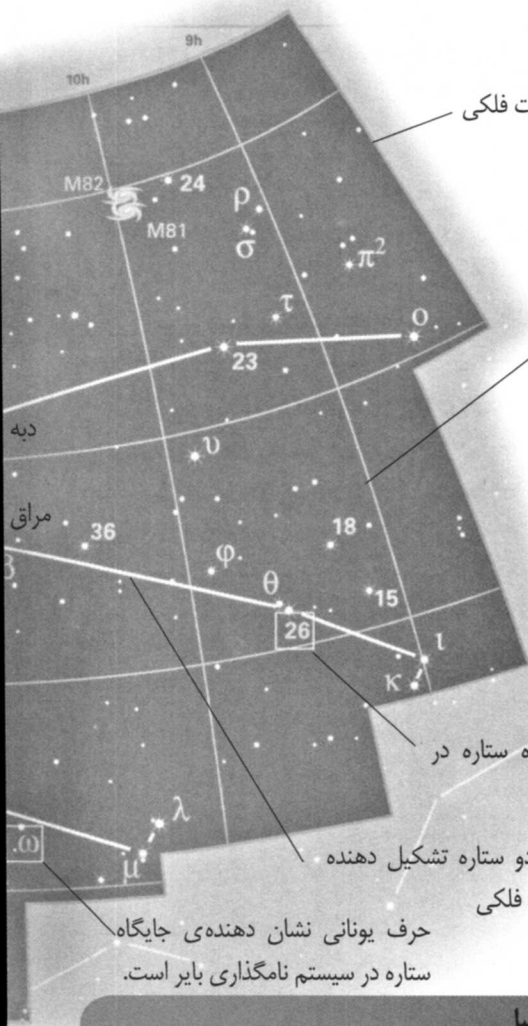 9h
10h
ت فلکی
M82
24
ρ
M81
σ
π²
τ
ο
23
دبه
υ
مراق
36
18
β
φ
θ
15
26
ι
κ
ه ستاره در
λ
دو ستاره تشکیل دهنده
ω
μ
فلکی
حرف یونانی نشان دهنده‌ی جایگاه
ستاره در سیستم نامگذاری بایر است.